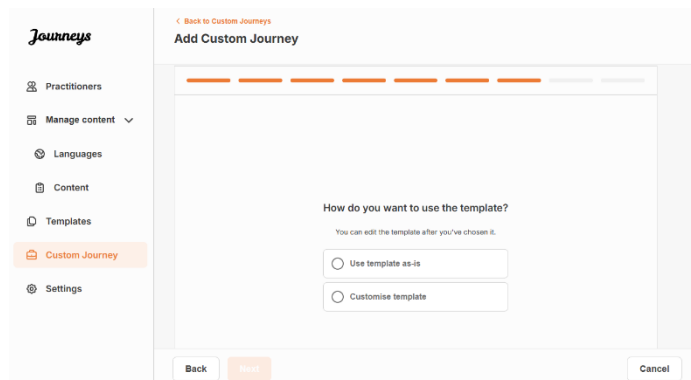 Journeys
Practitioners
Manage content
Languages
Content
Templates
Custom Journey
Settings
Back to Custom Journeys
Add Custom Journey
How do you want to use the template?
You can edit the template after you've chosen it.
Use template as-is
Customise template
Back
Next
Cancel